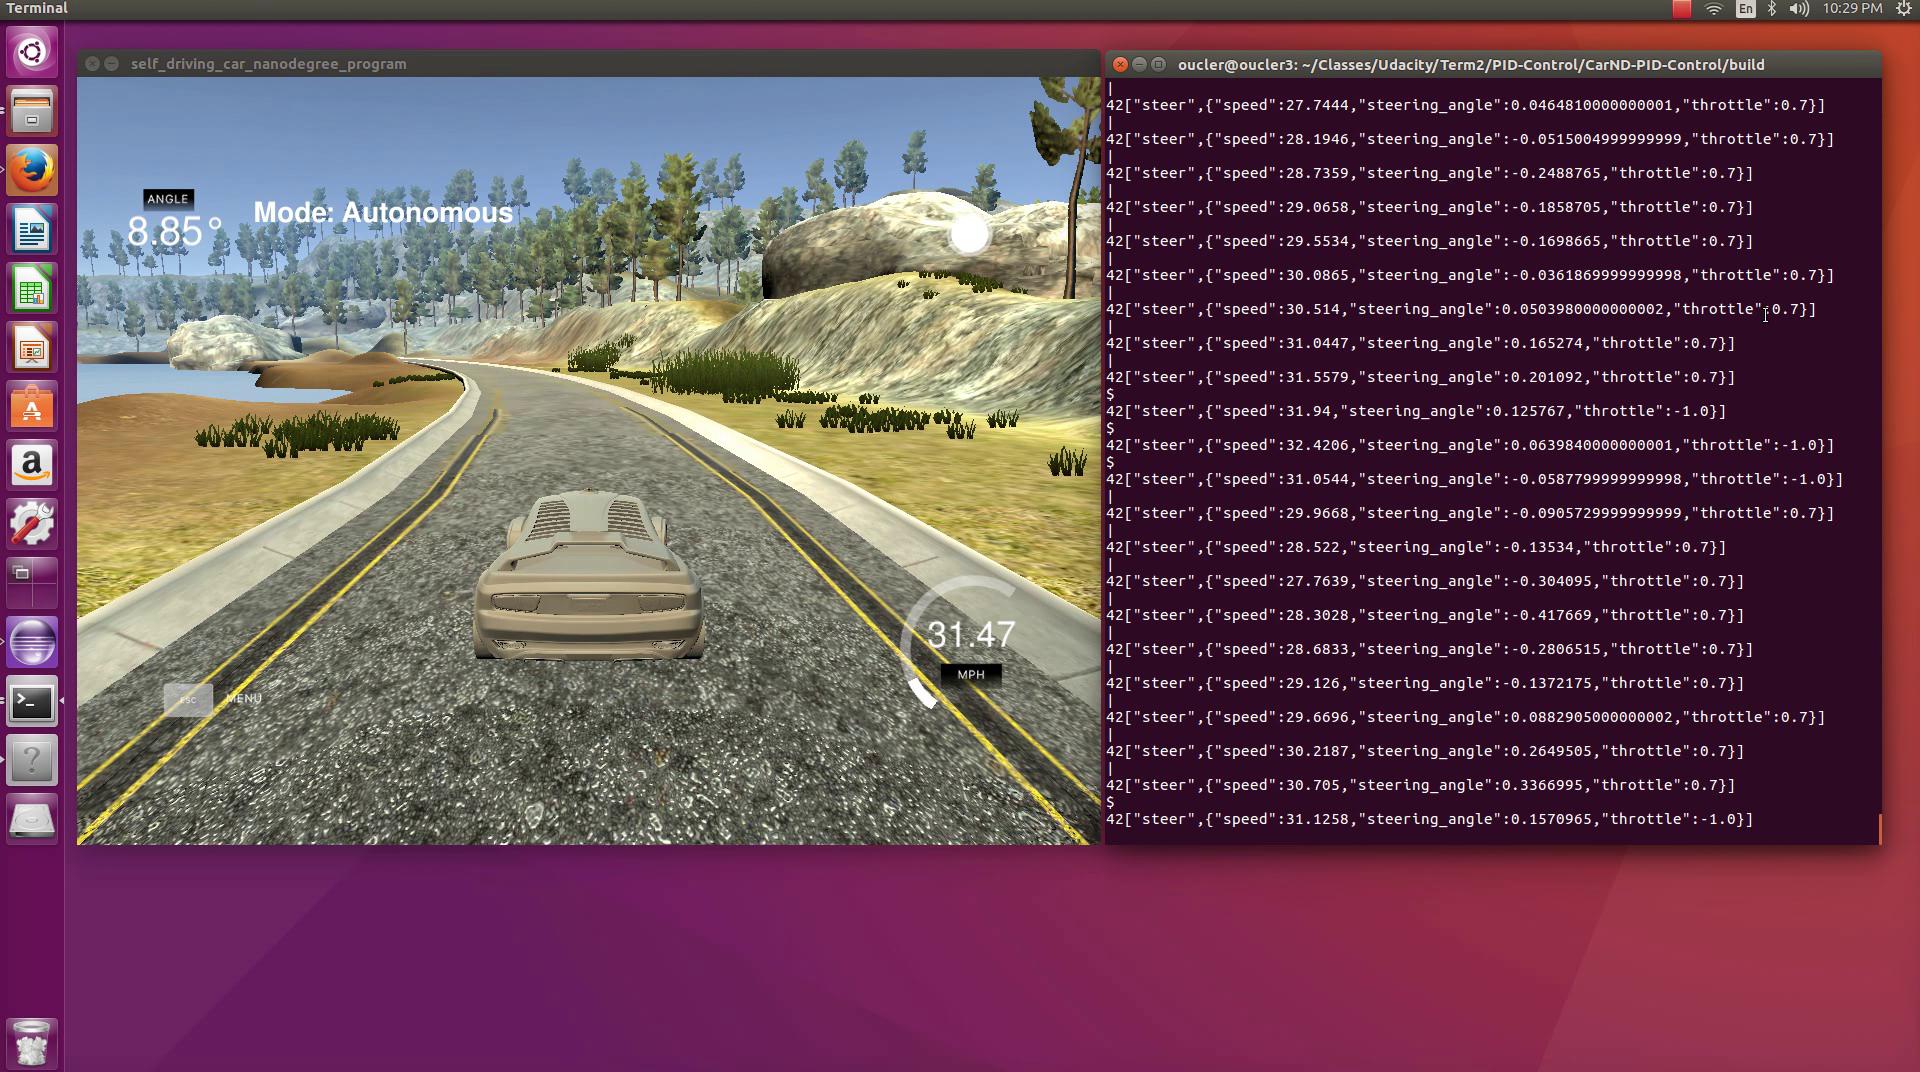 Terminal
En
10:29 PM
self_driving_car_nanodegree_program
ANGLE
8.85°
Mode: Autonomous
31.47
MPH
ESC
MENU
a
>_
?
oucler@oucler3: ~/Classes/Udacity/Term2/PID-Control/CarND-PID-Control/build
|
42["steer",{"speed":27.7444,"steering_angle":0.0464810000000001,"throttle":0.7}]
|
42["steer",{"speed":28.1946,"steering_angle":-0.0515004999999999,"throttle":0.7}]
|
42["steer",{"speed":28.7359,"steering_angle":-0.2488765,"throttle":0.7}]
|
42["steer",{"speed":29.0658,"steering_angle":-0.1858705,"throttle":0.7}]
|
42["steer",{"speed":29.5534,"steering_angle":-0.1698665,"throttle":0.7}]
|
42["steer",{"speed":30.0865,"steering_angle":-0.0361869999999998,"throttle":0.7}]
|
42["steer",{"speed":30.514,"steering_angle":0.0503980000000002,"throttle":0.7}]
|
42["steer",{"speed":31.0447,"steering_angle":0.165274,"throttle":0.7}]
|
42["steer",{"speed":31.5579,"steering_angle":0.201092,"throttle":0.7}]
$
42["steer",{"speed":31.94,"steering_angle":0.125767,"throttle":-1.0}]
$
42["steer",{"speed":32.4206,"steering_angle":0.0639840000000001,"throttle":-1.0}]
$
42["steer",{"speed":31.0544,"steering_angle":-0.0587799999999998,"throttle":-1.0}]
|
42["steer",{"speed":29.9668,"steering_angle":-0.0905729999999999,"throttle":0.7}]
|
42["steer",{"speed":28.522,"steering_angle":-0.13534,"throttle":0.7}]
|
42["steer",{"speed":27.7639,"steering_angle":-0.304095,"throttle":0.7}]
|
42["steer",{"speed":28.3028,"steering_angle":-0.417669,"throttle":0.7}]
|
42["steer",{"speed":28.6833,"steering_angle":-0.2806515,"throttle":0.7}]
|
42["steer",{"speed":29.126,"steering_angle":-0.1372175,"throttle":0.7}]
|
42["steer",{"speed":29.6696,"steering_angle":0.0882905000000002,"throttle":0.7}]
|
42["steer",{"speed":30.2187,"steering_angle":0.2649505,"throttle":0.7}]
|
42["steer",{"speed":30.705,"steering_angle":0.3366995,"throttle":0.7}]
$
42["steer",{"speed":31.1258,"steering_angle":0.1570965,"throttle":-1.0}]